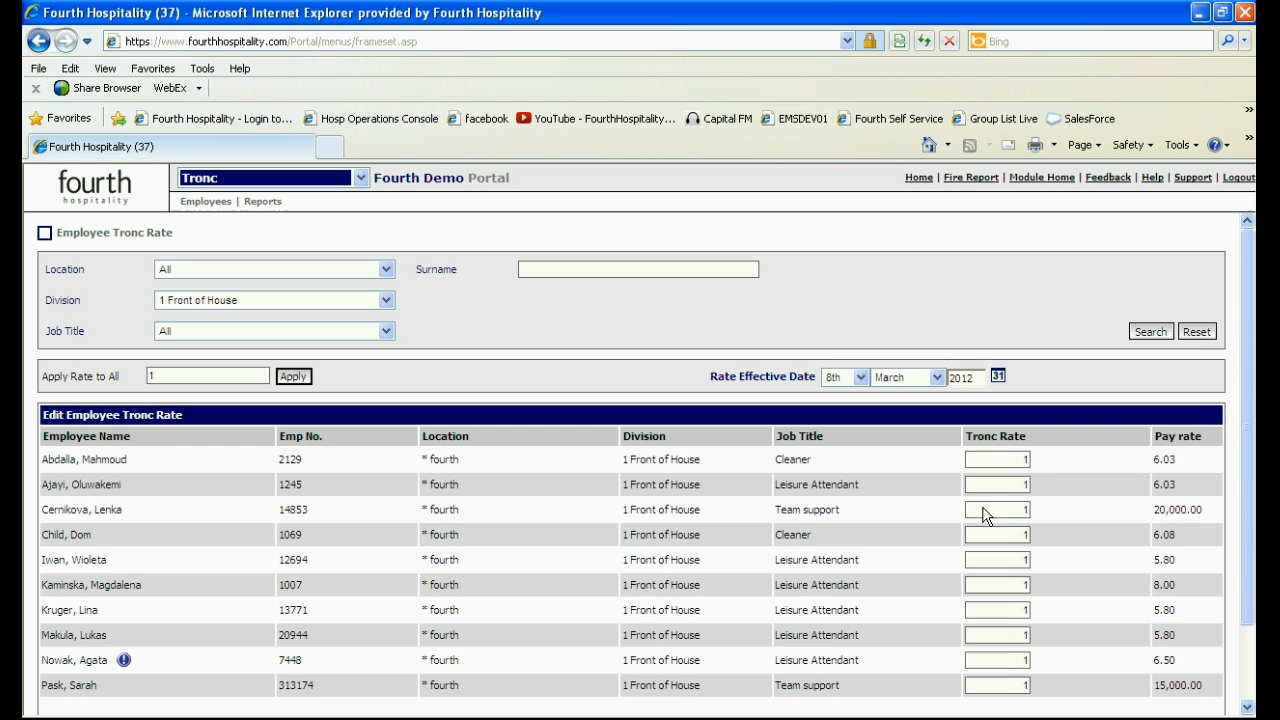 Fourth Hospitality (37) - Microsoft Internet Explorer provided by Fourth Hospitality
https://www.fourthhospitality.com/Portal/menus/frameset.asp Bing
File Edit View Favorites Tools Help
x Share Browser WebEx
Favorites Fourth Hospitality - Login to... Hosp Operations Console facebook YouTube - FourthHospitality... Capital FM EMSDEV01 Fourth Self Service Group List Live SalesForce »
Fourth Hospitality (37) Page Safety Tools »
fourth hospitality
Tronc Fourth Demo Portal Home | Fire Report | Module Home | Feedback | Help | Support | Logout
Employees | Reports
Employee Tronc Rate
Location All Surname
Division 1 Front of House
Job Title All Search Reset
Apply Rate to All 1 Apply Rate Effective Date 8th March 2012 31
Edit Employee Tronc Rate
Employee Name Emp No. Location Division Job Title Tronc Rate Pay rate
Abdalla, Mahmoud 2129 * fourth 1 Front of House Cleaner 1 6.03
Ajayi, Oluwakemi 1245 * fourth 1 Front of House Leisure Attendant 1 6.03
Cernikova, Lenka 14853 * fourth 1 Front of House Team support 1 20,000.00
Child, Dom 1069 * fourth 1 Front of House Cleaner 1 6.08
Iwan, Wioleta 12694 * fourth 1 Front of House Leisure Attendant 1 5.80
Kaminska, Magdalena 1007 * fourth 1 Front of House Leisure Attendant 1 8.00
Kruger, Lina 13771 * fourth 1 Front of House Leisure Attendant 1 5.80
Makula, Lukas 20944 * fourth 1 Front of House Leisure Attendant 1 5.80
Nowak, Agata 7448 * fourth 1 Front of House Leisure Attendant 1 6.50
Pask, Sarah 313174 * fourth 1 Front of House Team support 1 15,000.00